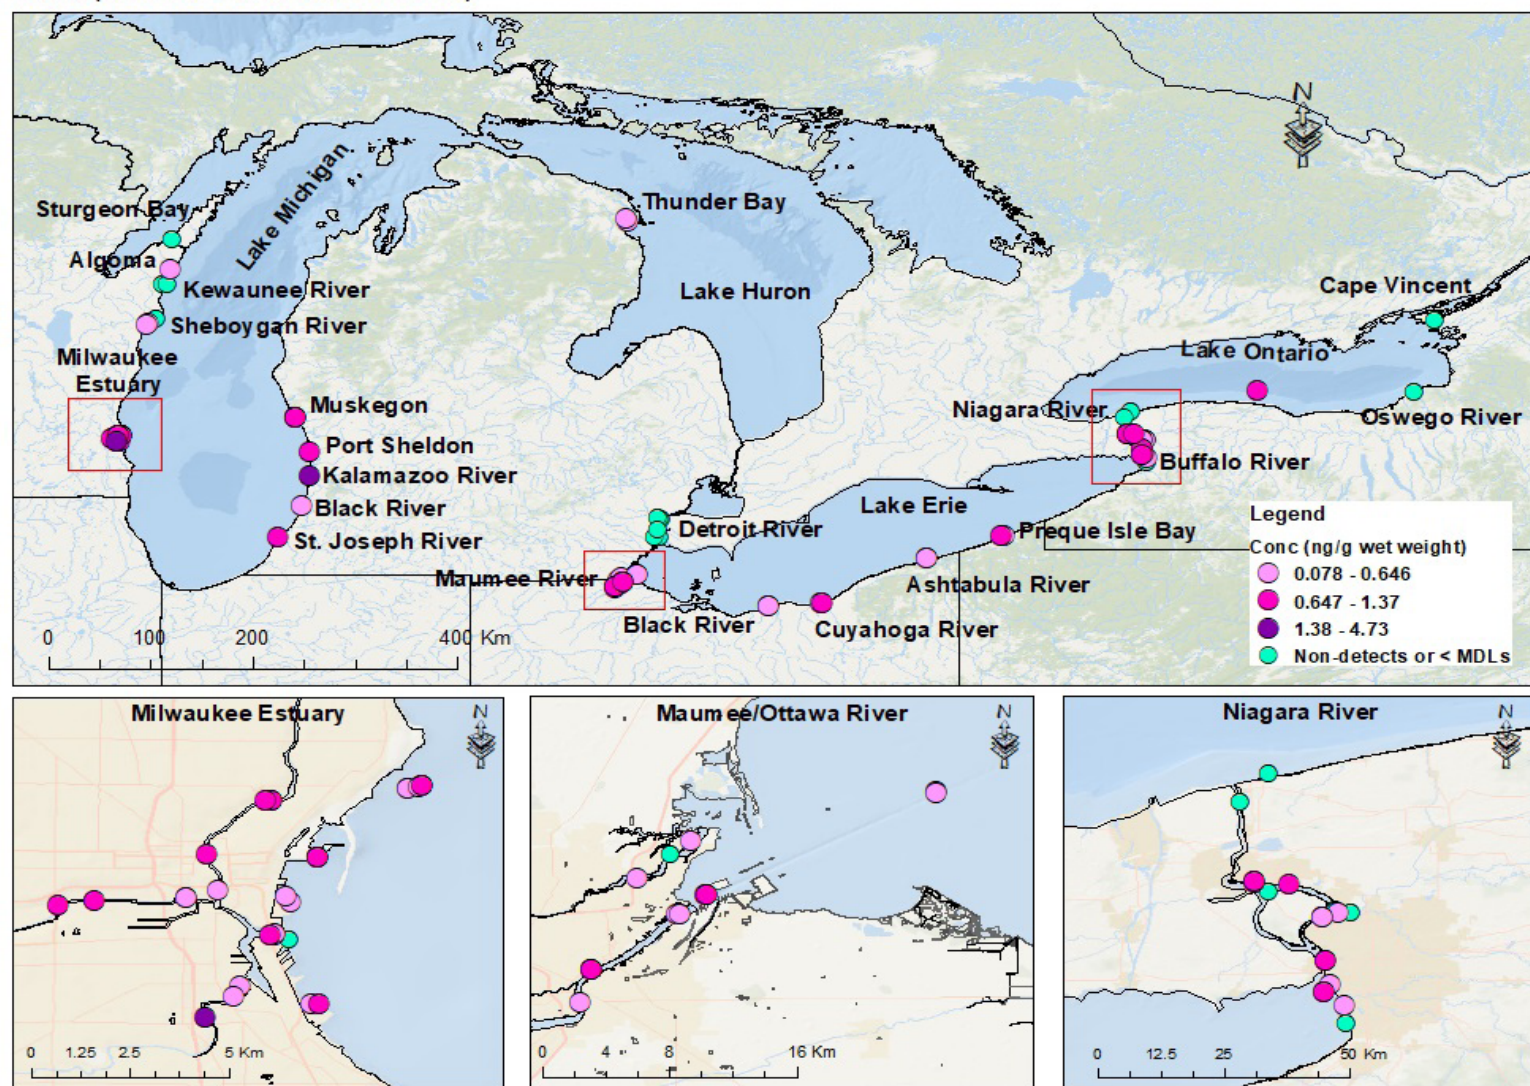 N
Sturgeon Bay
Lake Michigan
Thunder Bay
Algoma
Kewaunee River
Lake Huron
Cape Vincent
Sheboygan River
Lake Ontario
Milwaukee
Estuary
Muskegon
Niagara River
Oswego River
Port Sheldon
Buffalo River
Kalamazoo River
Black River
Lake Erie
Legend
St. Joseph River
Detroit River
Preque Isle Bay
Conc (ng/g wet weight)
Maumee River
Ashtabula River
0.078 - 0.646
0.647 - 1.37
Black River
Cuyahoga River
1.38 - 4.73
0 100 200 400 Km
Non-detects or < MDLs
Milwaukee Estuary
N
0 1.25 2.5 5 Km
Maumee/Ottawa River
N
0 4 8 16 Km
Niagara River
N
0 12.5 25 50 Km